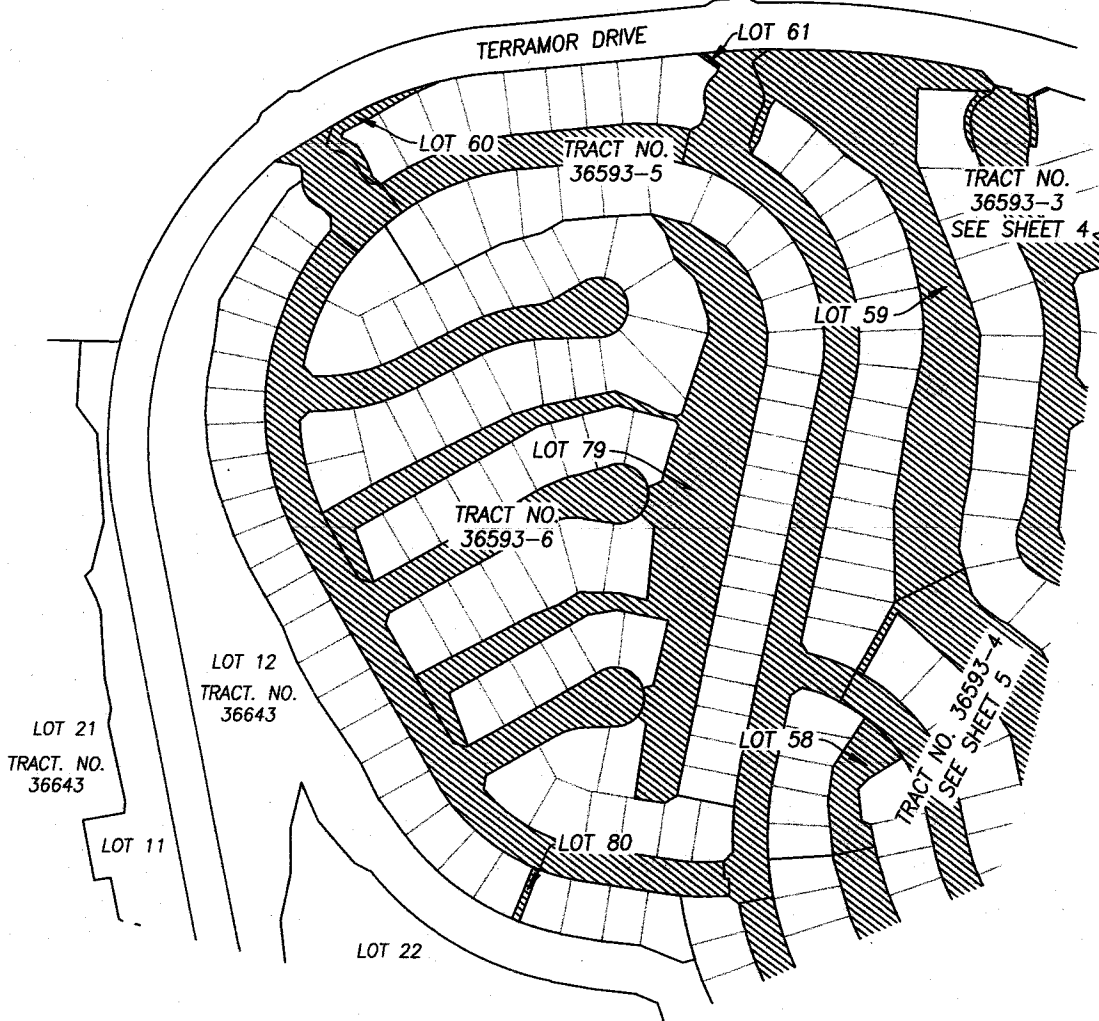 TERRAMOR DRIVE
LOT 61
LOT 60
TRACT NO.
36593-5
TRACT NO.
36593-3
SEE SHEET 4
LOT 59
LOT 79
TRACT NO.
36593-6
LOT 12
TRACT. NO.
36643
LOT 21
TRACT. NO.
36643
TRACT NO. 36593-4
SEE SHEET 5
LOT 58
LOT 11
LOT 80
LOT 22